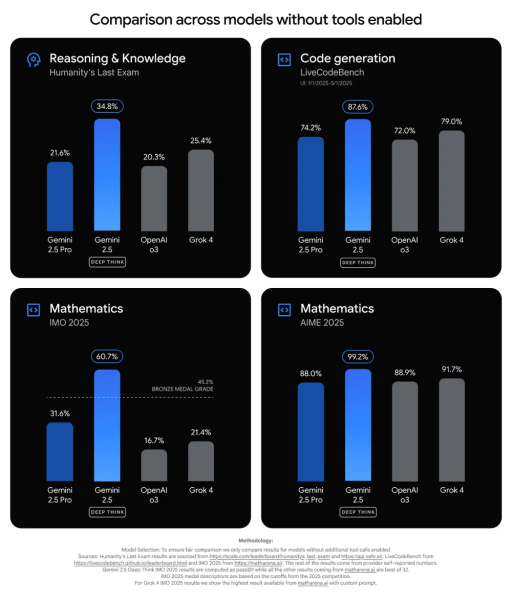 Comparison across models without tools enabled
Reasoning & Knowledge
Humanity's Last Exam
34.8%
21.6%
20.3%
25.4%
Gemini
2.5 Pro
Gemini
2.5
DEEP THINK
OpenAI
o3
Grok 4
Code generation
LiveCodeBench
UI: 1/1/2025-5/1/2025
87.6%
74.2%
72.0%
79.0%
Gemini
2.5 Pro
Gemini
2.5
DEEP THINK
OpenAI
o3
Grok 4
Mathematics
IMO 2025
60.7%
45.2%
BRONZE MEDAL GRADE
31.6%
16.7%
21.4%
Gemini
2.5 Pro
Gemini
2.5
DEEP THINK
OpenAI
o3
Grok 4
Mathematics
AIME 2025
99.2%
88.0%
88.9%
91.7%
Gemini
2.5 Pro
Gemini
2.5
DEEP THINK
OpenAI
o3
Grok 4
Methodology:
Model Selection: To ensure fair comparison we only compare results for models without additional tool calls enabled
Sources: Humanity's Last Exam results are sourced from https://scale.com/leaderboard/humanitys_last_exam and https://agi.safe.ai, LiveCodeBench from
https://livecodebench.github.io/leaderboard.html and IMO 2025 from https://matharena.ai/. The rest of the results come from provider self-reported numbers.
Gemini 2.5 Deep Think IMO 2025 results are computed as pass@1 while all the other results coming from matharena.ai are best of 32.
IMO 2025 medal descriptions are based on the cutoffs from the 2025 competition.
For Grok 4 IMO 2025 results we show the highest result available from matharena.ai/ with custom prompt.